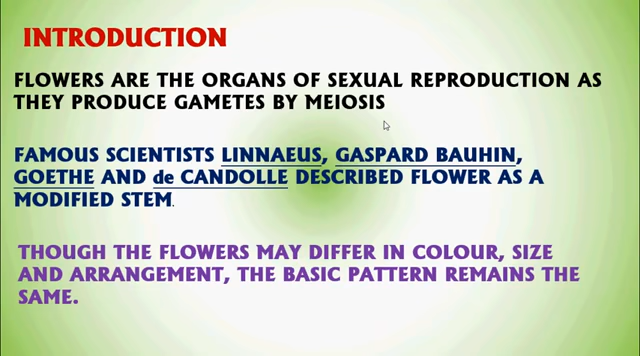 INTRODUCTION
FLOWERS ARE THE ORGANS OF SEXUAL REPRODUCTION AS
THEY PRODUCE GAMETES BY MEIOSIS
FAMOUS SCIENTISTS LINNAEUS, GASPARD BAUHIN,
GOETHE AND de CANDOLLE DESCRIBED FLOWER AS A
MODIFIED STEM.
THOUGH THE FLOWERS MAY DIFFER IN COLOUR, SIZE
AND ARRANGEMENT, THE BASIC PATTERN REMAINS THE
SAME.